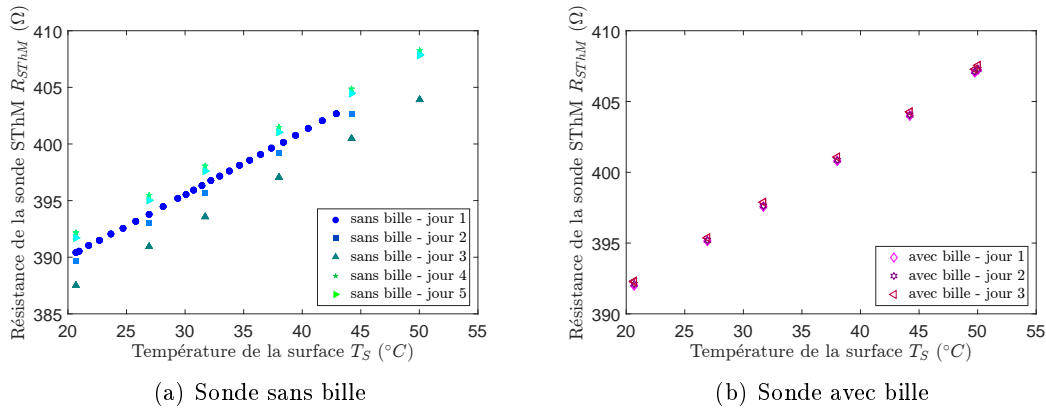 Résistance de la sonde SThM R_SThM (Ω)
410
405
400
395
390
385
20 25 30 35 40 45 50 55
Température de la surface T_S (°C)
sans bille - jour 1
sans bille - jour 2
sans bille - jour 3
sans bille - jour 4
sans bille - jour 5
(a) Sonde sans bille
Résistance de la sonde SThM R_SThM (Ω)
410
405
400
395
390
20 25 30 35 40 45 50 55
Température de la surface T_S (°C)
avec bille - jour 1
avec bille - jour 2
avec bille - jour 3
(b) Sonde avec bille